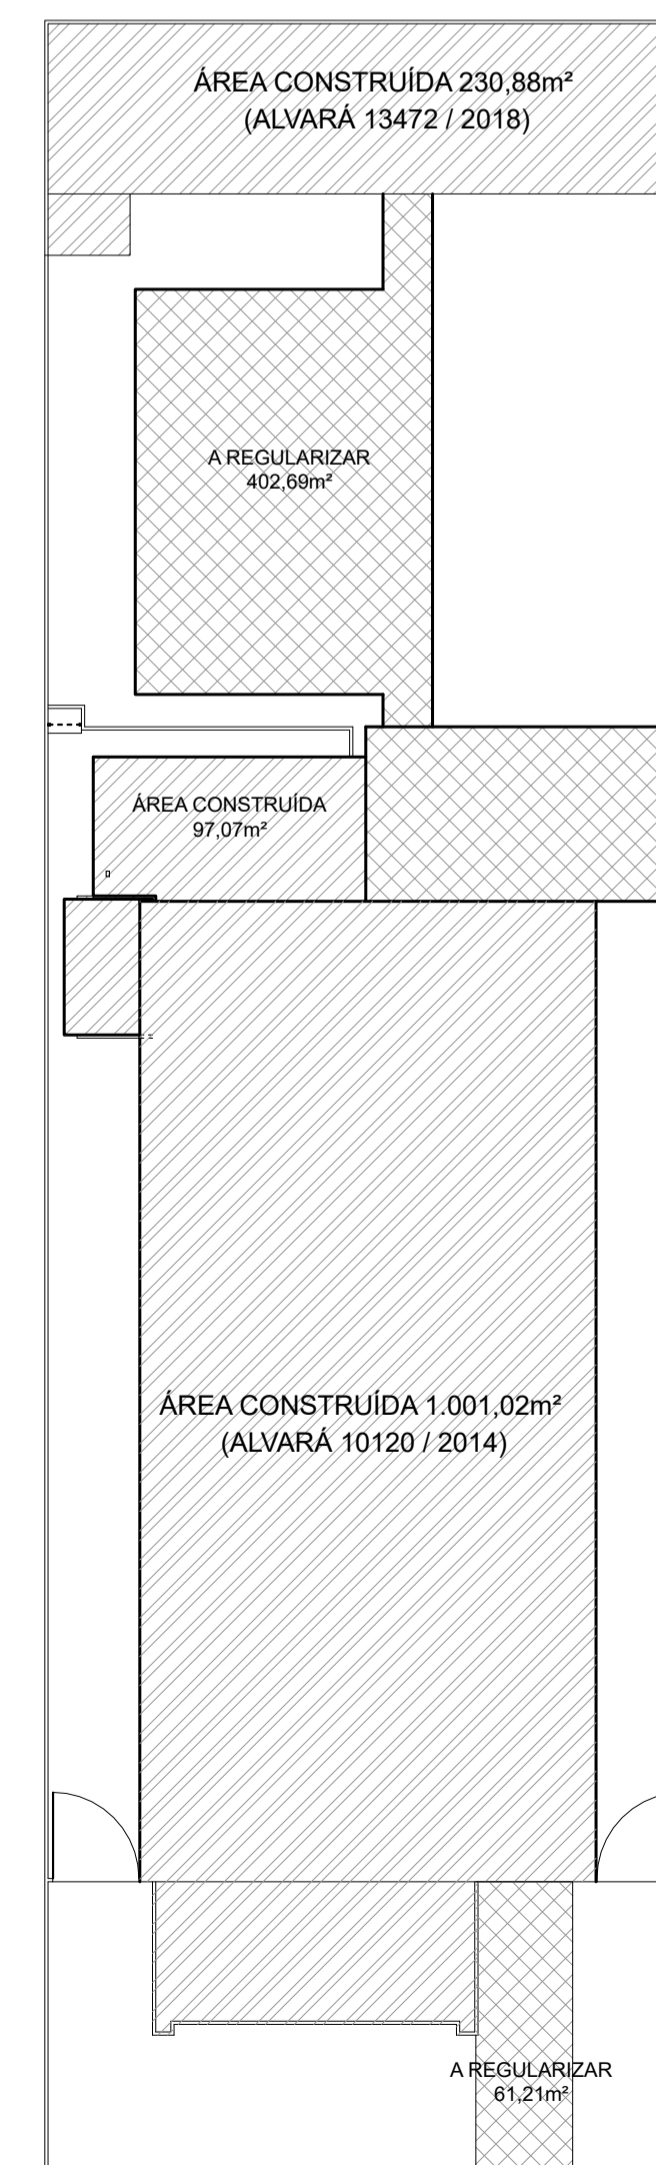 ÁREA CONSTRUÍDA 230,88m²
(ALVARÁ 13472 / 2018)
A REGULARIZAR
402,69m²
ÁREA CONSTRUÍDA
97,07m²
ÁREA CONSTRUÍDA 1.001,02m²
(ALVARÁ 10120 / 2014)
A REGULARIZAR
61,21m²